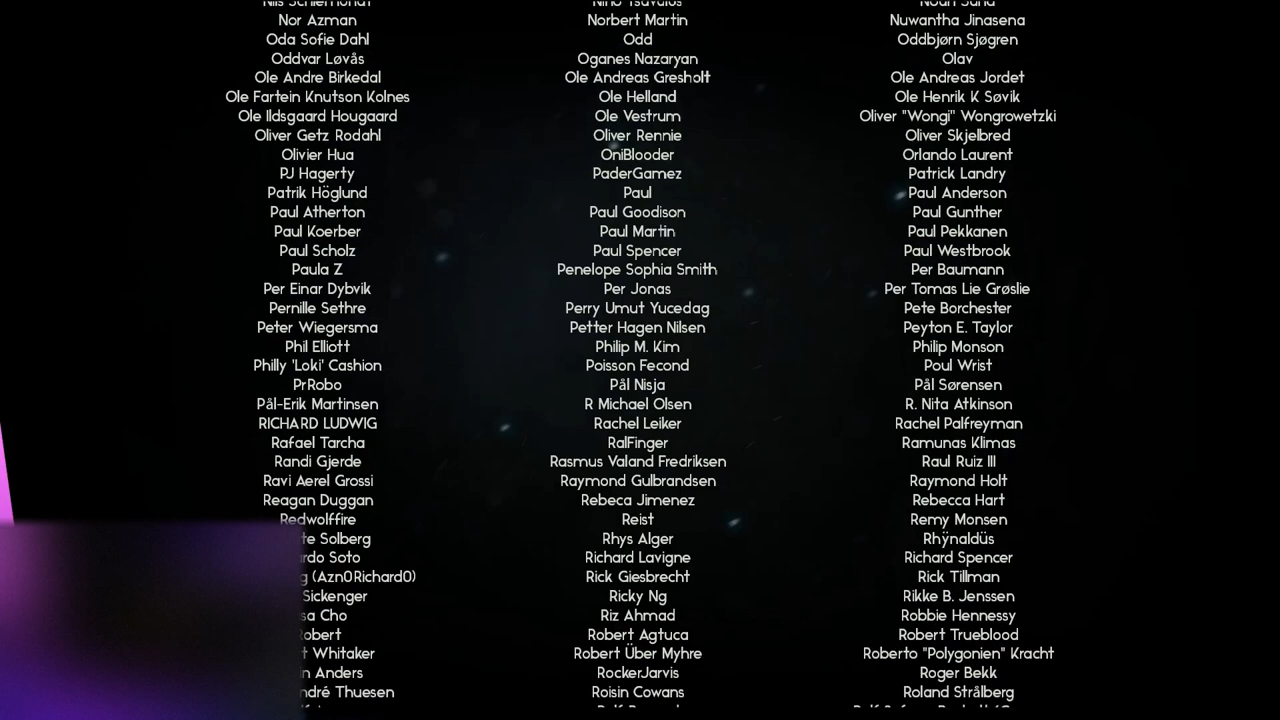 Nor Azman Norbert Martin Nuwantha Jinasena
Oda Sofie Dahl Odd Oddbjørn Sjøgren
Oddvar Løvås Oganes Nazaryan Olav
Ole Andre Birkedal Ole Andreas Gresholt Ole Andreas Jordet
Ole Fartein Knutson Kolnes Ole Helland Ole Henrik K Søvik
Ole Ildsgaard Hougaard Ole Vestrum Oliver "Wongi" Wongrowetzki
Oliver Getz Rodahl Oliver Rennie Oliver Skjelbred
Olivier Hua OniBlooder Orlando Laurent
PJ Hagerty PaderGamez Patrick Landry
Patrik Höglund Paul Paul Anderson
Paul Atherton Paul Goodison Paul Gunther
Paul Koerber Paul Martin Paul Pekkanen
Paul Scholz Paul Spencer Paul Westbrook
Paula Z Penelope Sophia Smith Per Baumann
Per Einar Dybvik Per Jonas Per Tomas Lie Grøslie
Pernille Sethre Perry Umut Yucedag Pete Borchester
Peter Wiegersma Petter Hagen Nilsen Peyton E. Taylor
Phil Elliott Philip M. Kim Philip Monson
Philly 'Loki' Cashion Poisson Fecond Poul Wrist
PrRobo Pål Nisja Pål Sørensen
Pål-Erik Martinsen R Michael Olsen R. Nita Atkinson
RICHARD LUDWIG Rachel Leiker Rachel Palfreyman
Rafael Tarcha RalFinger Ramunas Klimas
Randi Gjerde Rasmus Valand Fredriksen Raul Ruiz III
Ravi Aerel Grossi Raymond Gulbrandsen Raymond Holt
Reagan Duggan Rebeca Jimenez Rebecca Hart
Redwolffire Reist Remy Monsen
Solberg Rhys Alger Rhÿnaldüs
Soto Richard Lavigne Richard Spencer
(Azn0Richard0) Rick Giesbrecht Rick Tillman
Sickenger Ricky Ng Rikke B. Jenssen
Cho Riz Ahmad Robbie Hennessy
Robert Robert Agtuca Robert Trueblood
Whitaker Robert Über Myhre Roberto "Polygonien" Kracht
Anders RockerJarvis Roger Bekk
Thuesen Roisin Cowans Roland Strålberg